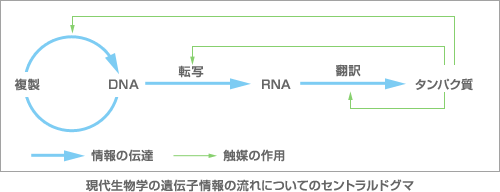 転写
翻訳
複製
DNA
RNA
タンパク質
情報の伝達
触媒の作用
現代生物学の遺伝子情報の流れについてのセントラルドグマ